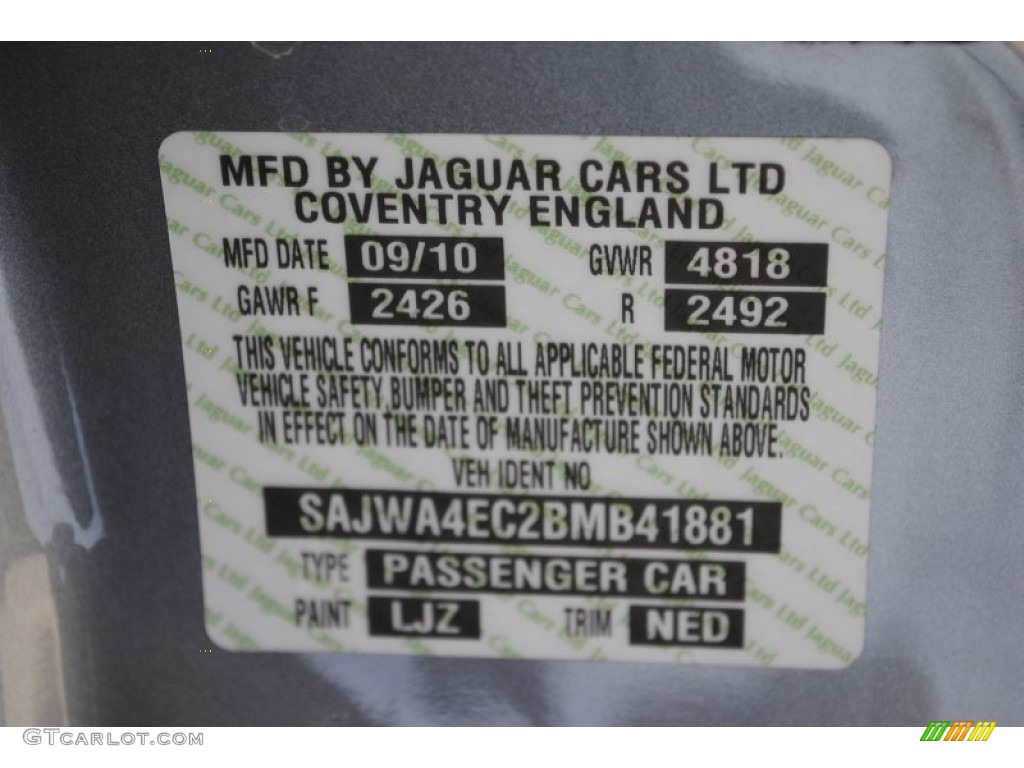 MFD BY JAGUAR CARS LTD
COVENTRY ENGLAND
MFD DATE 09/10 GVWR 4818
GAWR F 2426 R 2492
THIS VEHICLE CONFORMS TO ALL APPLICABLE FEDERAL MOTOR
VEHICLE SAFETY, BUMPER AND THEFT PREVENTION STANDARDS
IN EFFECT ON THE DATE OF MANUFACTURE SHOWN ABOVE.
VEH IDENT NO
SAJWA4EC2BMB41881
TYPE PASSENGER CAR
PAINT LJZ TRIM NED
GTCARLOT.COM